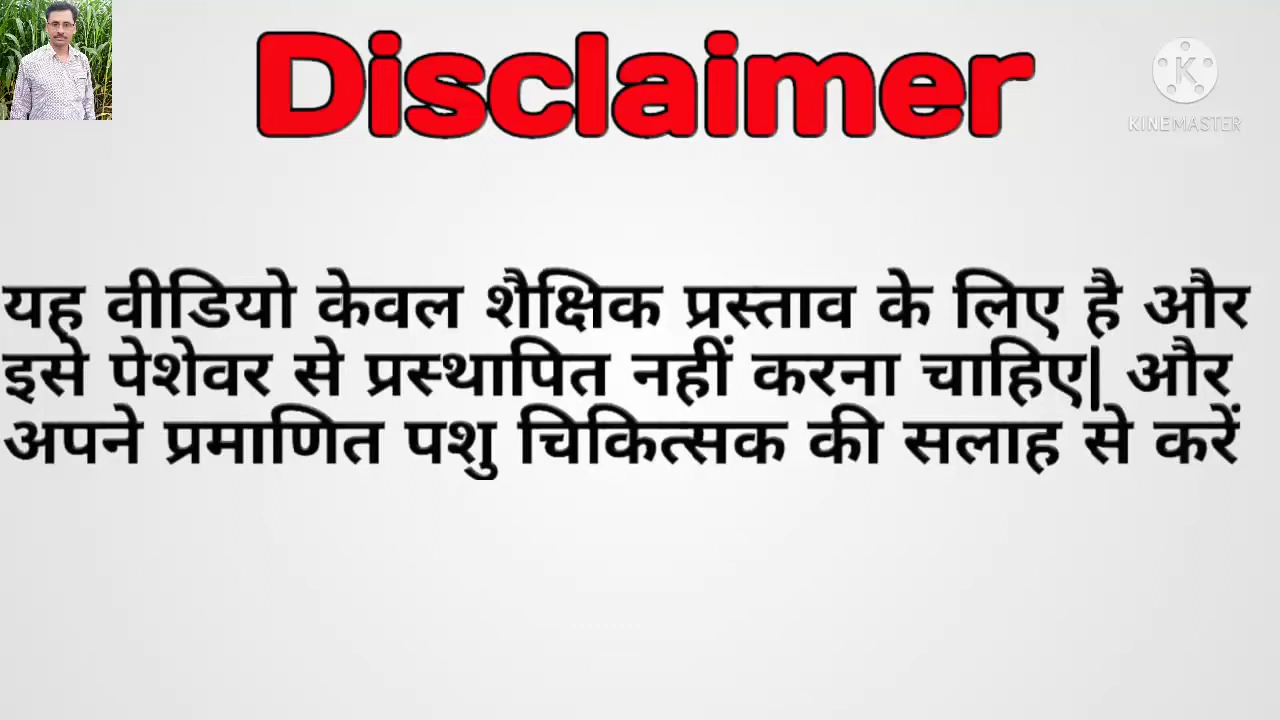 Disclaimer
KINEMASTER
यह वीडियो केवल शैक्षिक प्रस्ताव के लिए है और
इसे पेशेवर से प्रस्थापित नहीं करना चाहिए| और
अपने प्रमाणित पशु चिकित्सक की सलाह से करें